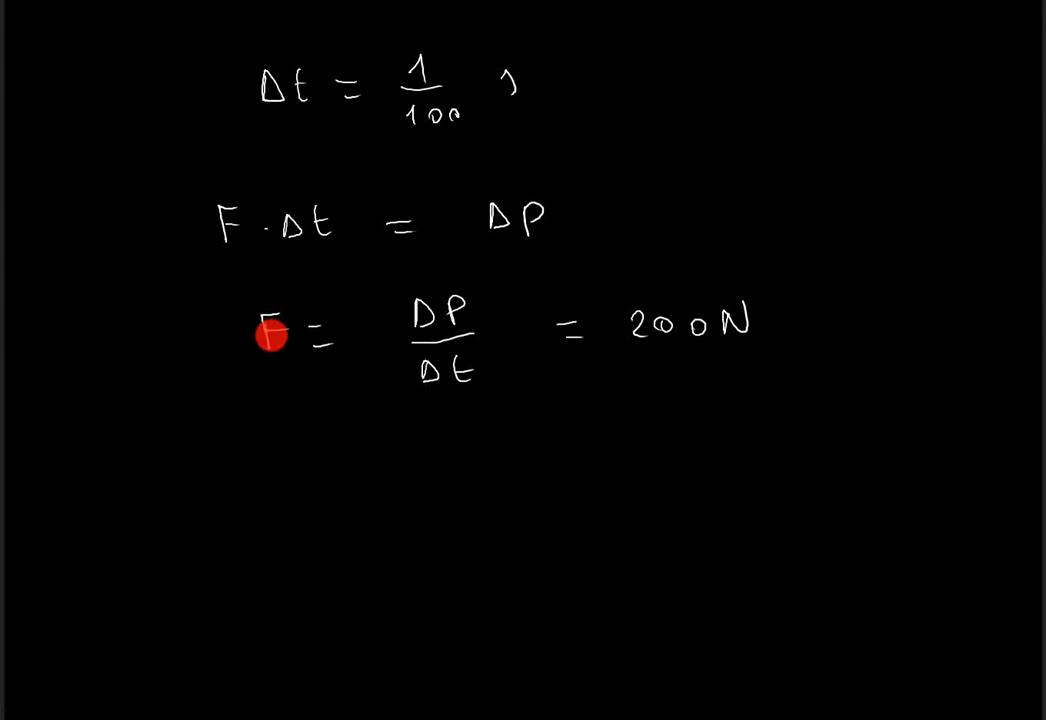 Δt = 1/100 s
F · Δt = ΔP
F = ΔP/Δt = 200N